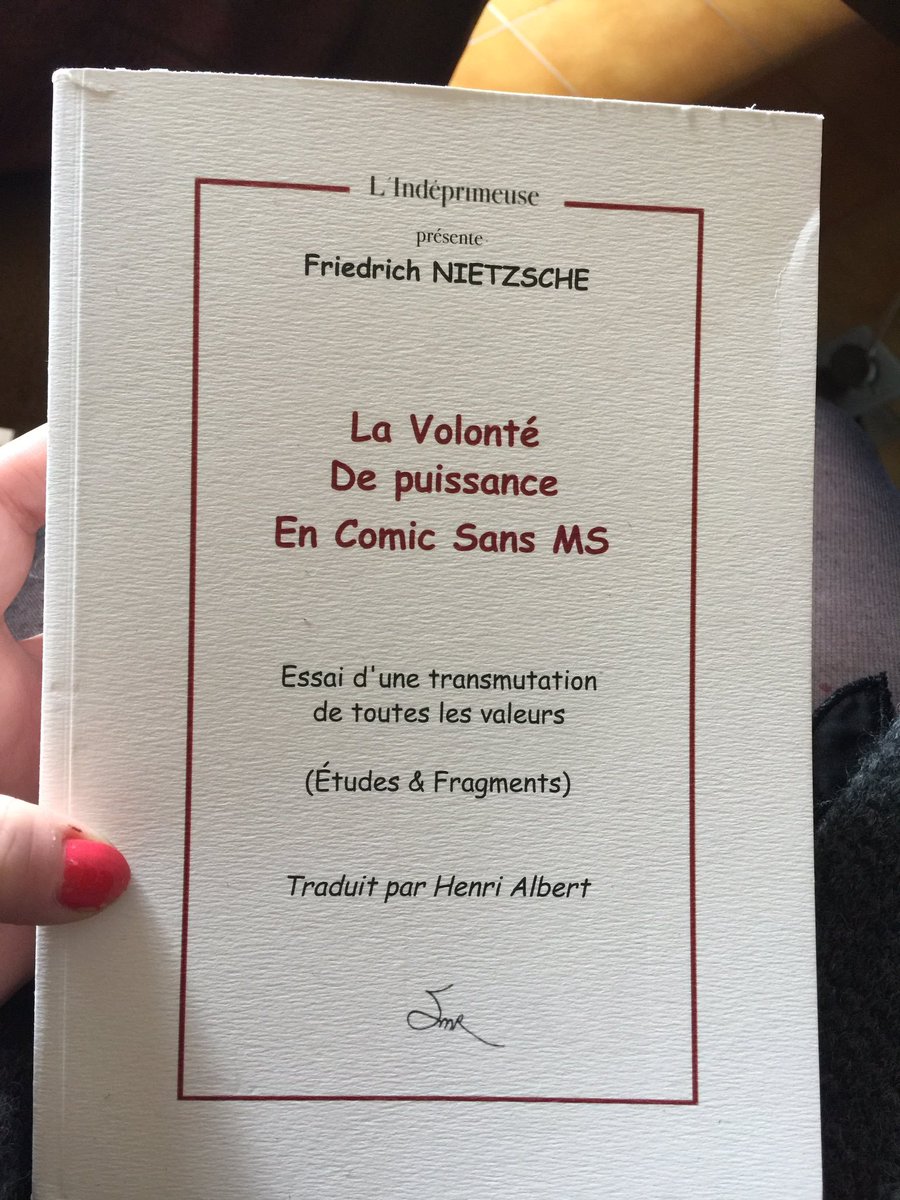 L'Indéprimeuse
présente
Friedrich NIETZSCHE
La Volonté
De puissance
En Comic Sans MS
Essai d'une transmutation
de toutes les valeurs
(Études & Fragments)
Traduit par Henri Albert